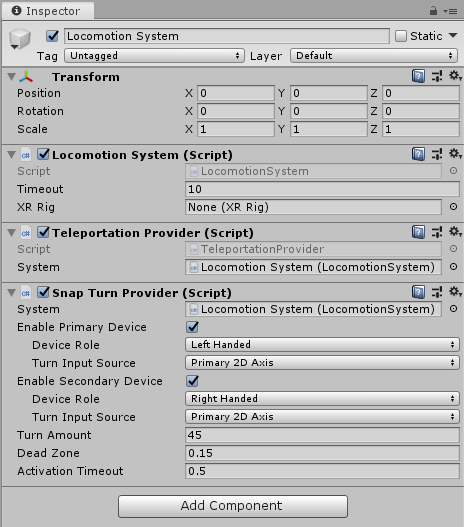 Inspector
Locomotion System Static
Tag Untagged Layer Default
Transform
Position X 0 Y 0 Z 0
Rotation X 0 Y 0 Z 0
Scale X 1 Y 1 Z 1
Locomotion System (Script)
Script LocomotionSystem
Timeout 10
XR Rig None (XR Rig)
Teleportation Provider (Script)
Script TeleportationProvider
System Locomotion System (LocomotionSystem)
Snap Turn Provider (Script)
System Locomotion System (LocomotionSystem)
Enable Primary Device
Device Role Left Handed
Turn Input Source Primary 2D Axis
Enable Secondary Device
Device Role Right Handed
Turn Input Source Primary 2D Axis
Turn Amount 45
Dead Zone 0.15
Activation Timeout 0.5
Add Component